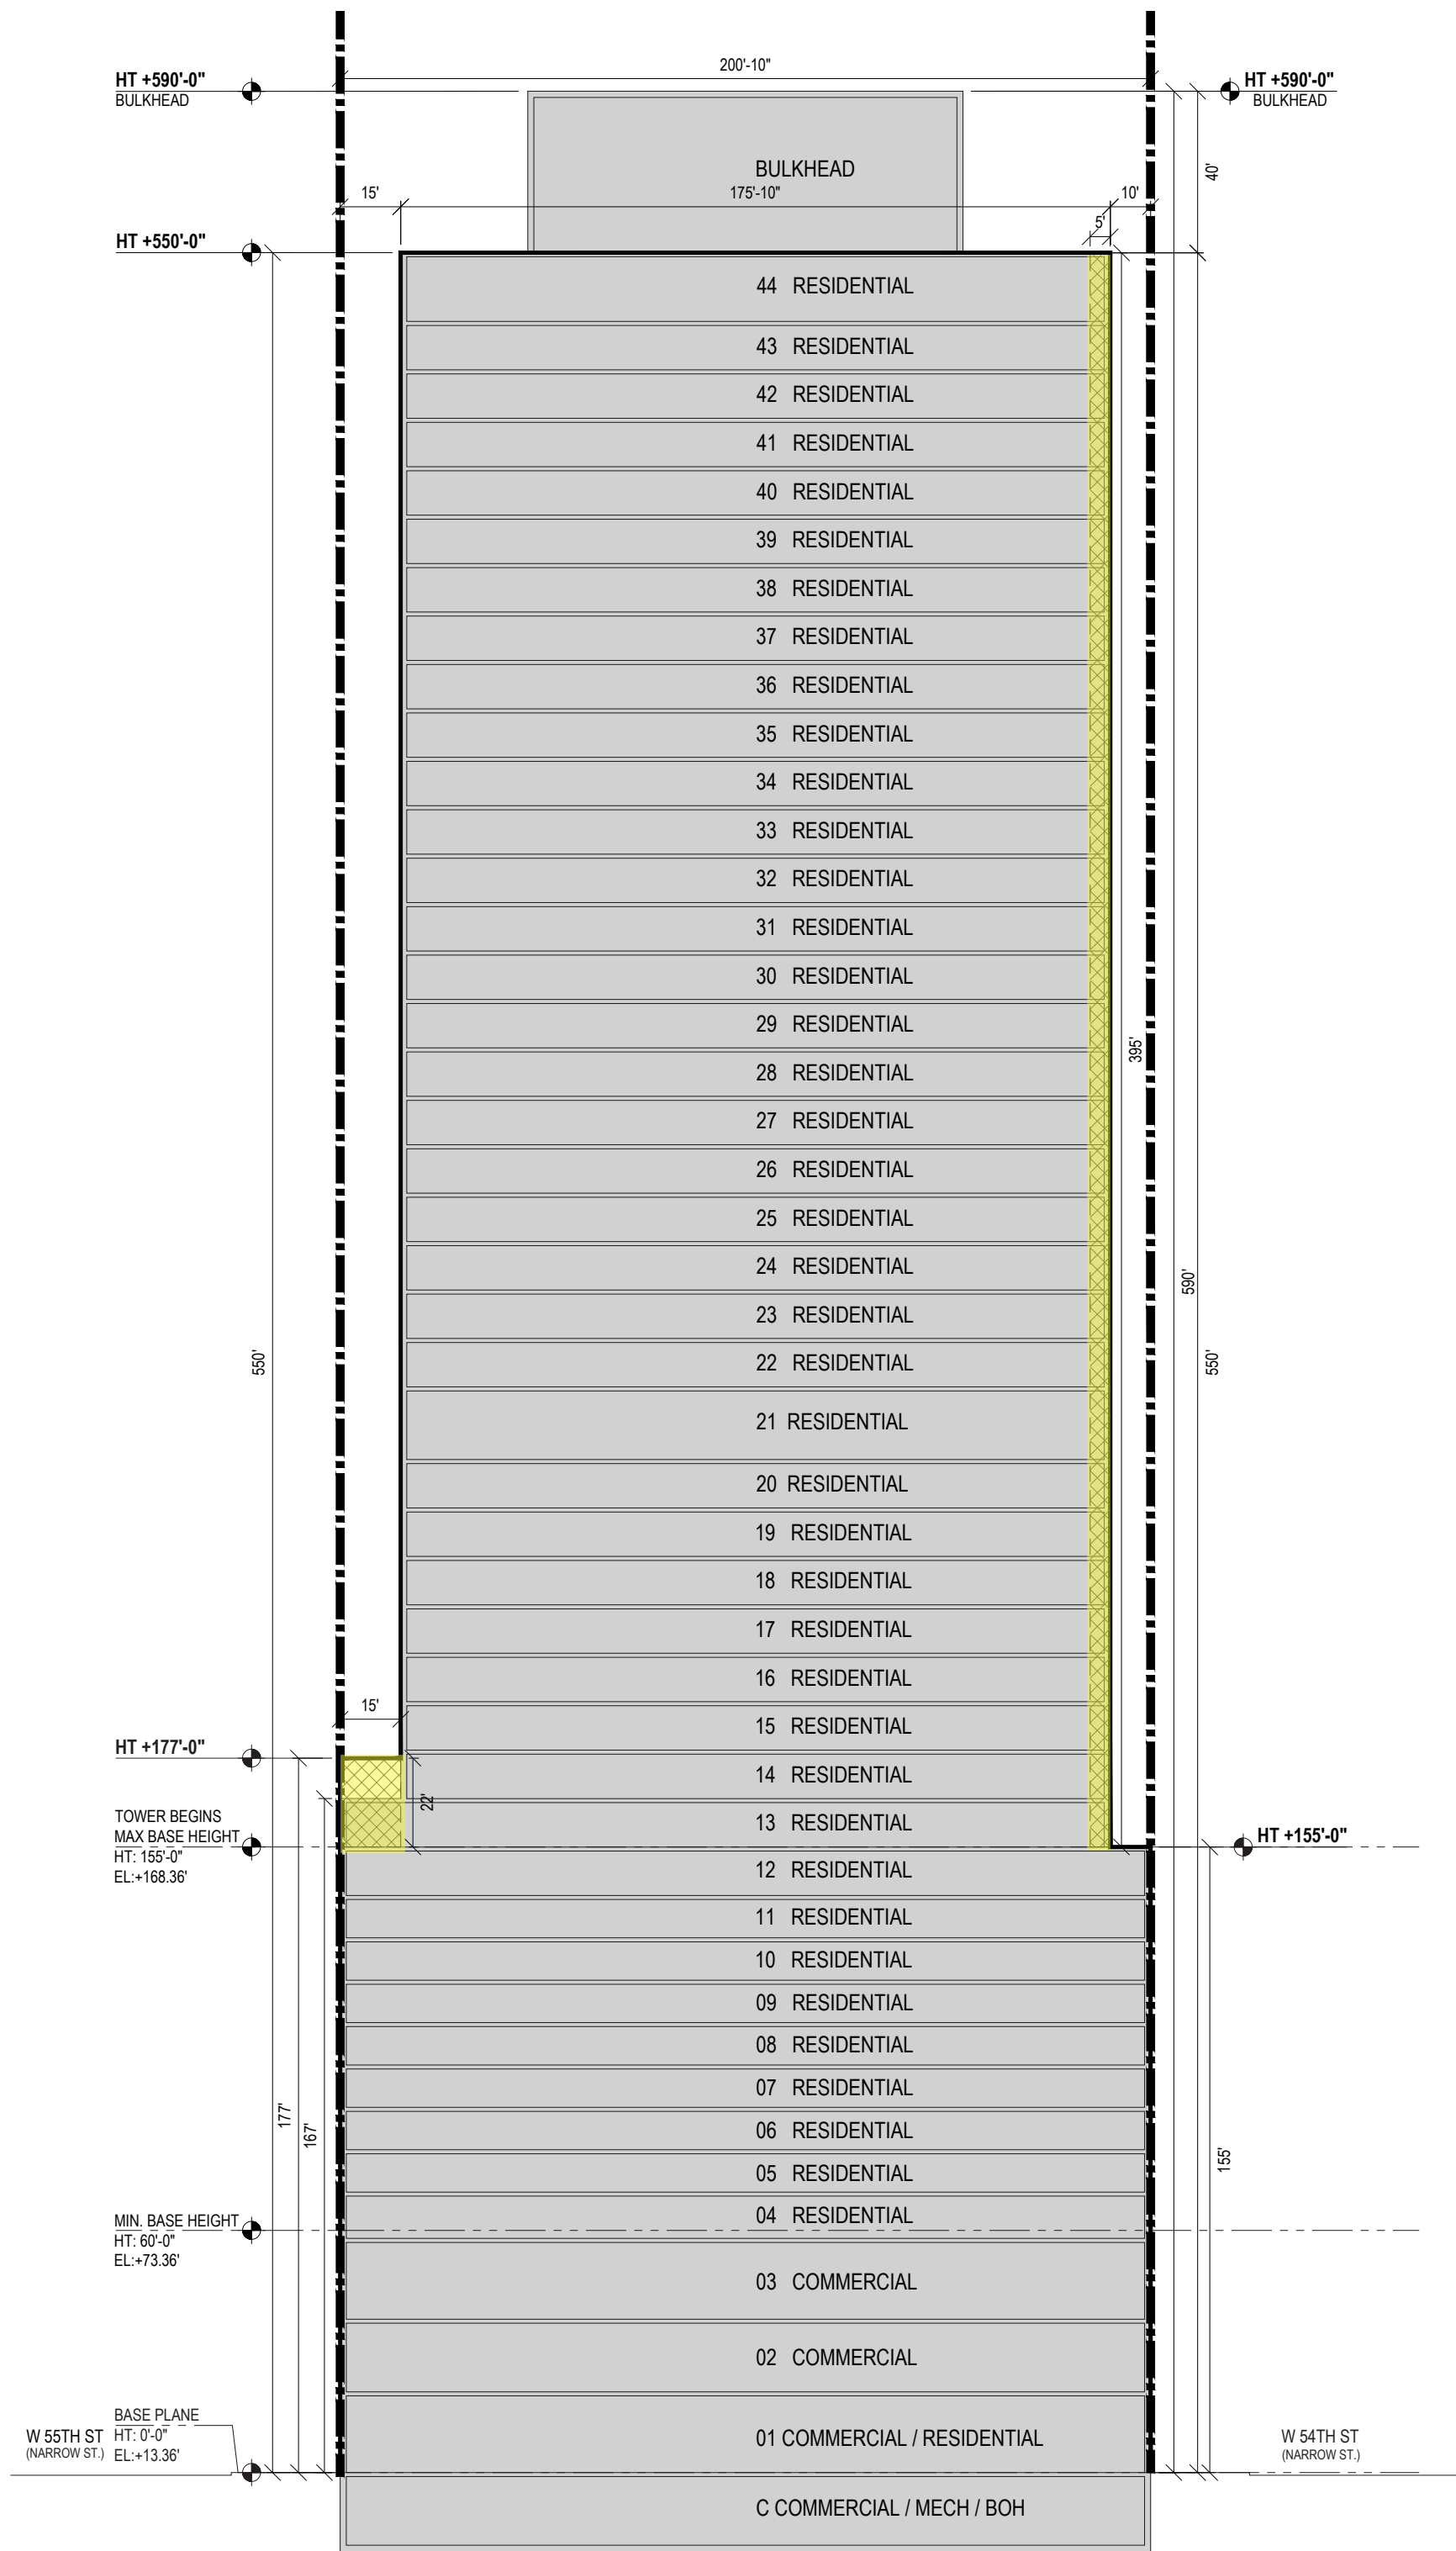 200'-10"
HT +590'-0"
BULKHEAD
HT +590'-0"
BULKHEAD
40'
BULKHEAD
15'
175'-10"
10'
5'
HT +550'-0"
44 RESIDENTIAL
43 RESIDENTIAL
42 RESIDENTIAL
41 RESIDENTIAL
40 RESIDENTIAL
39 RESIDENTIAL
38 RESIDENTIAL
37 RESIDENTIAL
36 RESIDENTIAL
35 RESIDENTIAL
34 RESIDENTIAL
33 RESIDENTIAL
32 RESIDENTIAL
31 RESIDENTIAL
30 RESIDENTIAL
29 RESIDENTIAL
395'
28 RESIDENTIAL
27 RESIDENTIAL
26 RESIDENTIAL
25 RESIDENTIAL
24 RESIDENTIAL
590'
23 RESIDENTIAL
22 RESIDENTIAL
550'
550'
21 RESIDENTIAL
20 RESIDENTIAL
19 RESIDENTIAL
18 RESIDENTIAL
17 RESIDENTIAL
16 RESIDENTIAL
15'
15 RESIDENTIAL
HT +177'-0"
14 RESIDENTIAL
22'
13 RESIDENTIAL
TOWER BEGINS
MAX BASE HEIGHT
HT: 155'-0"
EL:+168.36'
HT +155'-0"
12 RESIDENTIAL
11 RESIDENTIAL
10 RESIDENTIAL
09 RESIDENTIAL
08 RESIDENTIAL
07 RESIDENTIAL
177'
167'
06 RESIDENTIAL
155'
05 RESIDENTIAL
04 RESIDENTIAL
MIN. BASE HEIGHT
HT: 60'-0"
EL:+73.36'
03 COMMERCIAL
02 COMMERCIAL
BASE PLANE
HT: 0'-0"
EL:+13.36'
W 55TH ST
(NARROW ST.)
01 COMMERCIAL / RESIDENTIAL
W 54TH ST
(NARROW ST.)
C COMMERCIAL / MECH / BOH